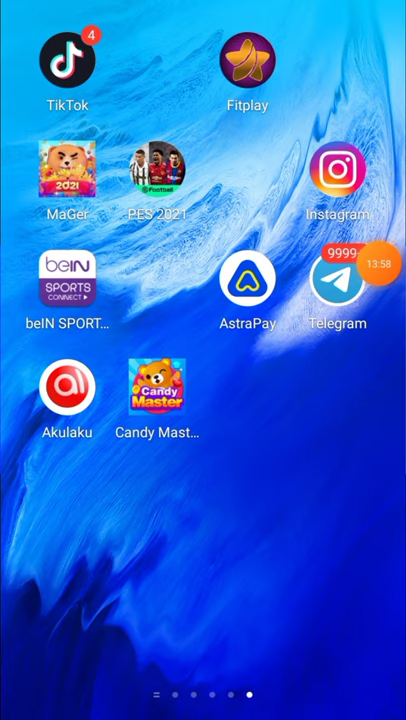 4
TikTok
Fitplay
2021
MaGer
Football
PES 2021
Instagram
beIN
SPORTS
CONNECT
beIN SPORT...
AstraPay
9999
13:58
Telegram
Akulaku
Candy
Master
Candy Mast...